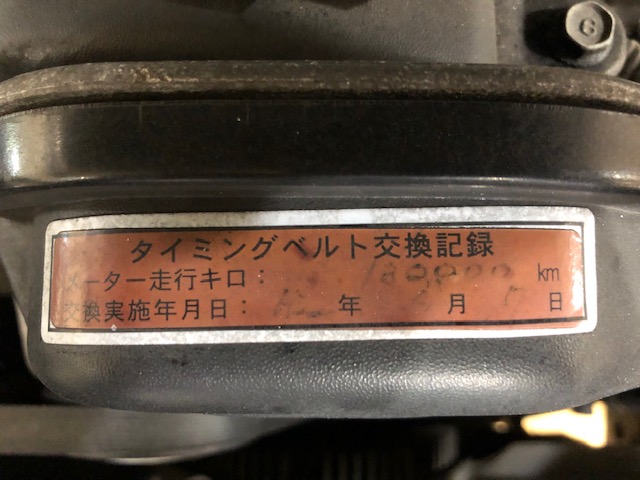 タイミングベルト交換記録
メーター走行キロ: km
交換実施年月日: 年 月 日